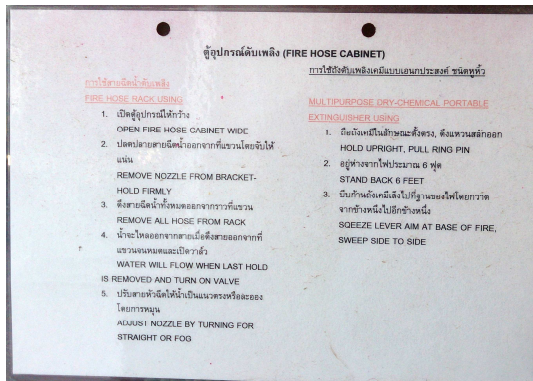 ตู้อุปกรณ์ดับเพลิง (FIRE HOSE CABINET)
การใช้สายฉีดน้ำดับเพลิง
FIRE HOSE RACK USING
1. เปิดตู้อุปกรณ์ให้กว้าง
OPEN FIRE HOSE CABINET WIDE
2. ปลดปลายสายฉีดน้ำออกจากที่แขวนโดยจับให้
แน่น
REMOVE NOZZLE FROM BRACKET-
HOLD FIRMLY
3. ดึงสายฉีดน้ำทั้งหมดออกจากราวที่แขวน
REMOVE ALL HOSE FROM RACK
4. น้ำจะไหลออกจากสายเมื่อดึงสายออกจากที่
แขวนจนหมดและเปิดวาล์ว
WATER WILL FLOW WHEN LAST HOLD
IS REMOVED AND TURN ON VALVE
5. ปรับสายหัวฉีดให้น้ำเป็นแนวตรงหรือละออง
โดยการหมุน
ADJUST NOZZLE BY TURNING FOR
STRAIGHT OR FOG
การใช้ถังดับเพลิงเคมีแบบเอนกประสงค์ ชนิดหูหิ้ว
MULTIPURPOSE DRY-CHEMICAL PORTABLE
EXTINGUISHER USING
1. ถือถังเคมีในลักษณะตั้งตรง, ดึงแหวนสลักออก
HOLD UPRIGHT, PULL RING PIN
2. อยู่ห่างจากไฟประมาณ 6 ฟุต
STAND BACK 6 FEET
3. บีบก้านถังเคมีเล็งไปที่ฐานของไฟโดยกวาด
จากข้างหนึ่งไปอีกข้างหนึ่ง
SQEEZE LEVER AIM AT BASE OF FIRE,
SWEEP SIDE TO SIDE